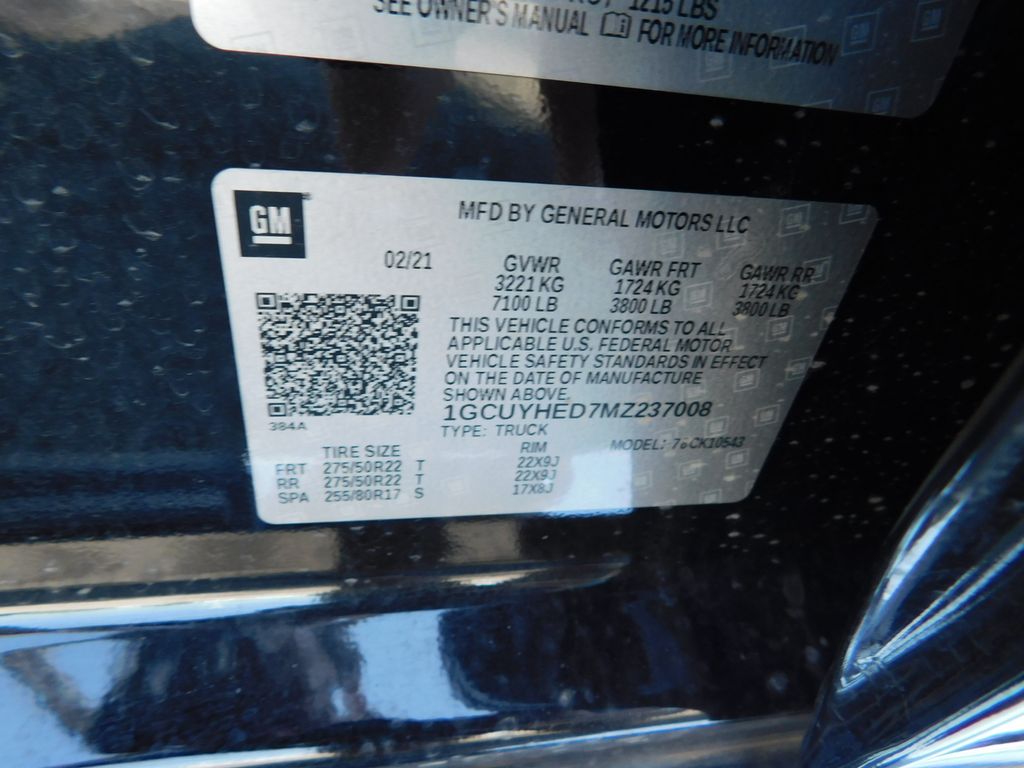 1215 LBS
SEE OWNER'S MANUAL FOR MORE INFORMATION
GM
MFD BY GENERAL MOTORS LLC
02/21 GVWR GAWR FRT GAWR RR
3221 KG 1724 KG 1724 KG
7100 LB 3800 LB 3800 LB
THIS VEHICLE CONFORMS TO ALL
APPLICABLE U.S. FEDERAL MOTOR
VEHICLE SAFETY STANDARDS IN EFFECT
ON THE DATE OF MANUFACTURE
SHOWN ABOVE.
1GCUYHED7MZ237008
384A
TYPE: TRUCK MODEL: CK10543
TIRE SIZE RIM
FRT 275/50R22 T 22X9J
RR 275/50R22 T 22X9J
SPA 255/80R17 S 17X8J